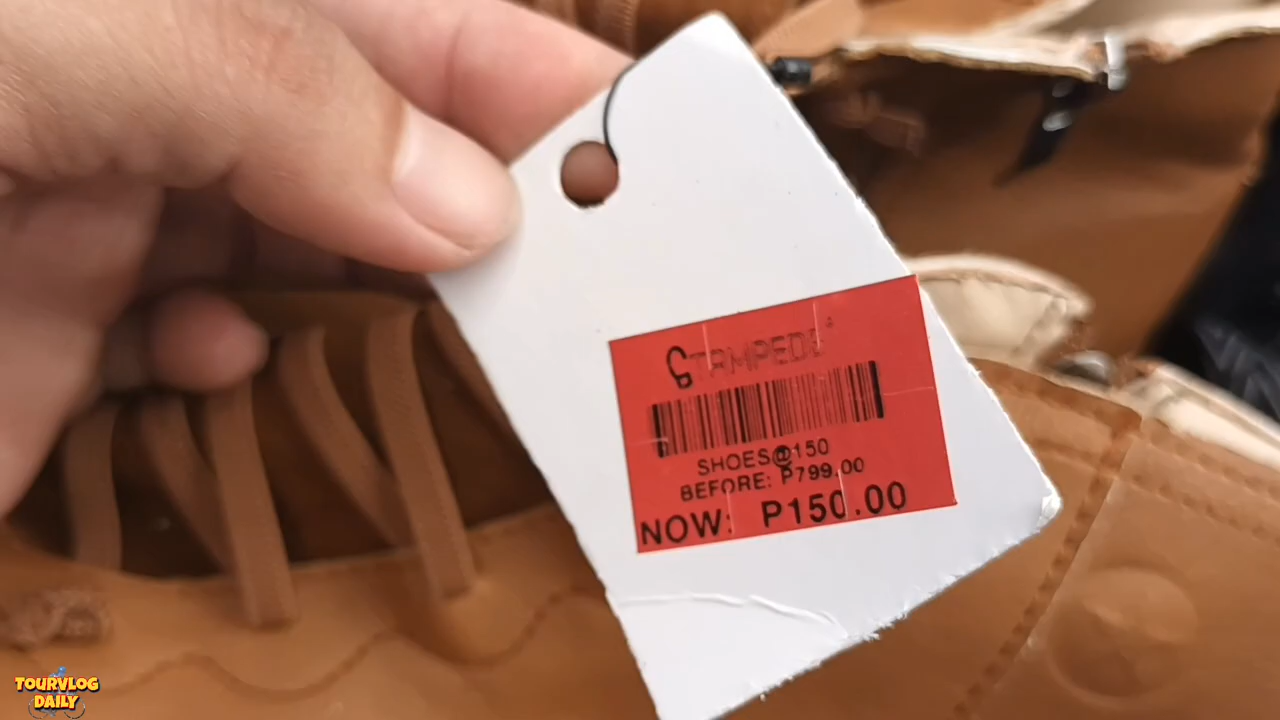 STAMPEDE
SHOES@150
BEFORE: P799.00
NOW: P150.00
TOURVLOG
DAILY